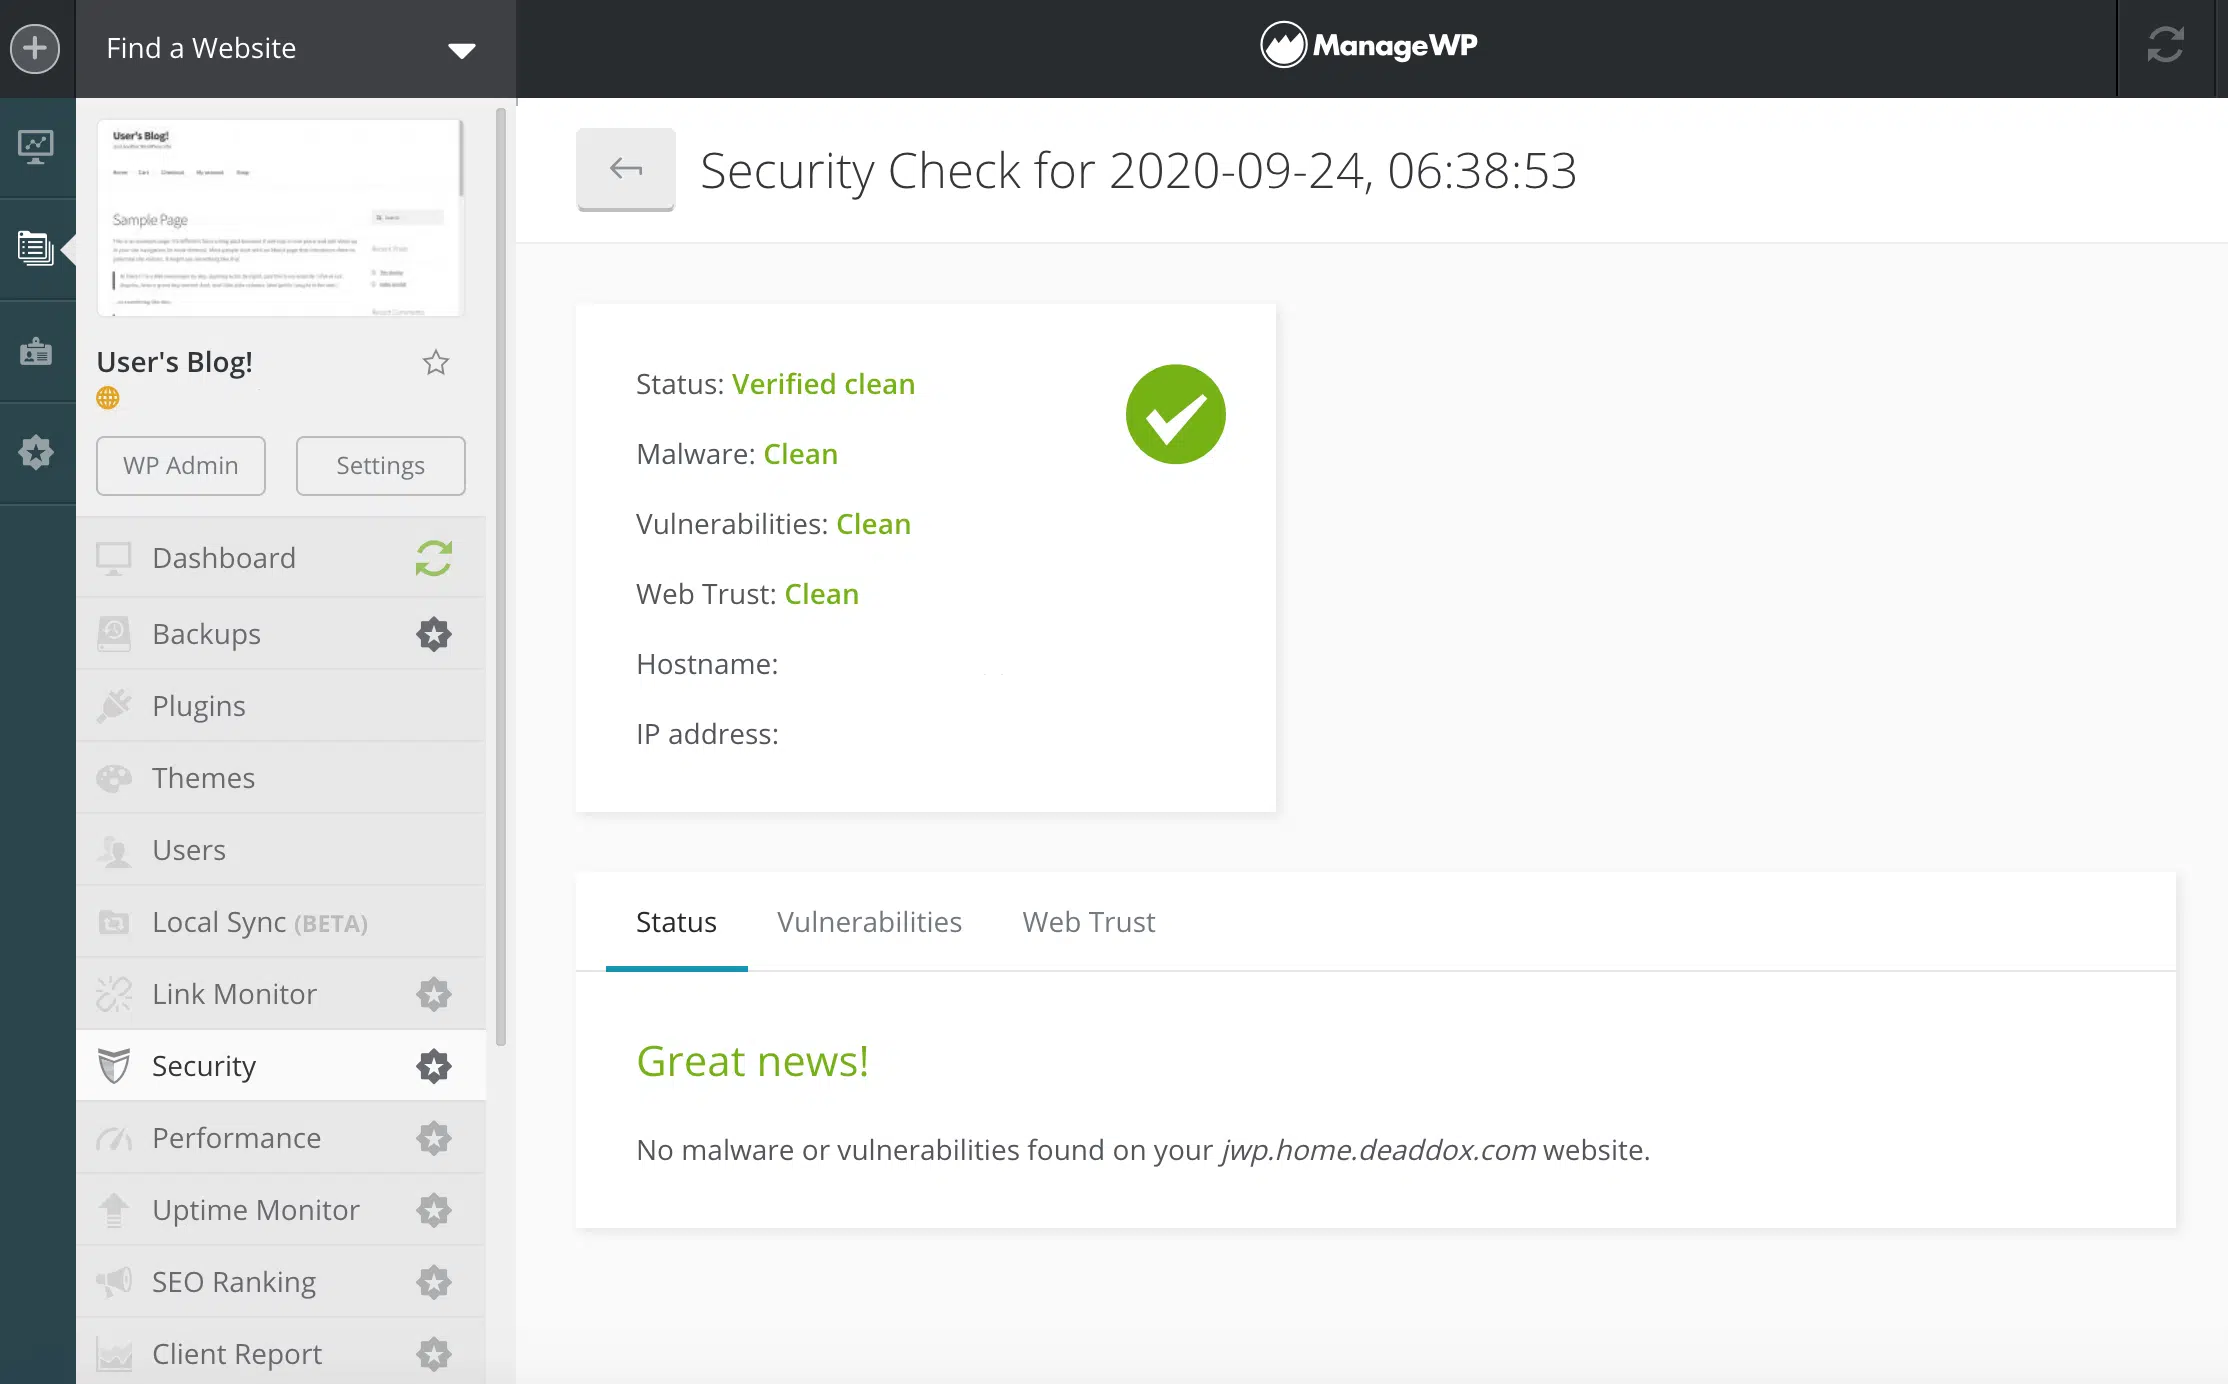 Find a Website
ManageWP
User's Blog!
Sample Page
Security Check for 2020-09-24, 06:38:53
User's Blog!
WP Admin
Settings
Dashboard
Backups
Plugins
Themes
Users
Local Sync (BETA)
Link Monitor
Security
Performance
Uptime Monitor
SEO Ranking
Client Report
Status: Verified clean
Malware: Clean
Vulnerabilities: Clean
Web Trust: Clean
Hostname:
IP address:
Status Vulnerabilities Web Trust
Great news!
No malware or vulnerabilities found on your jwp.home.deaddox.com website.